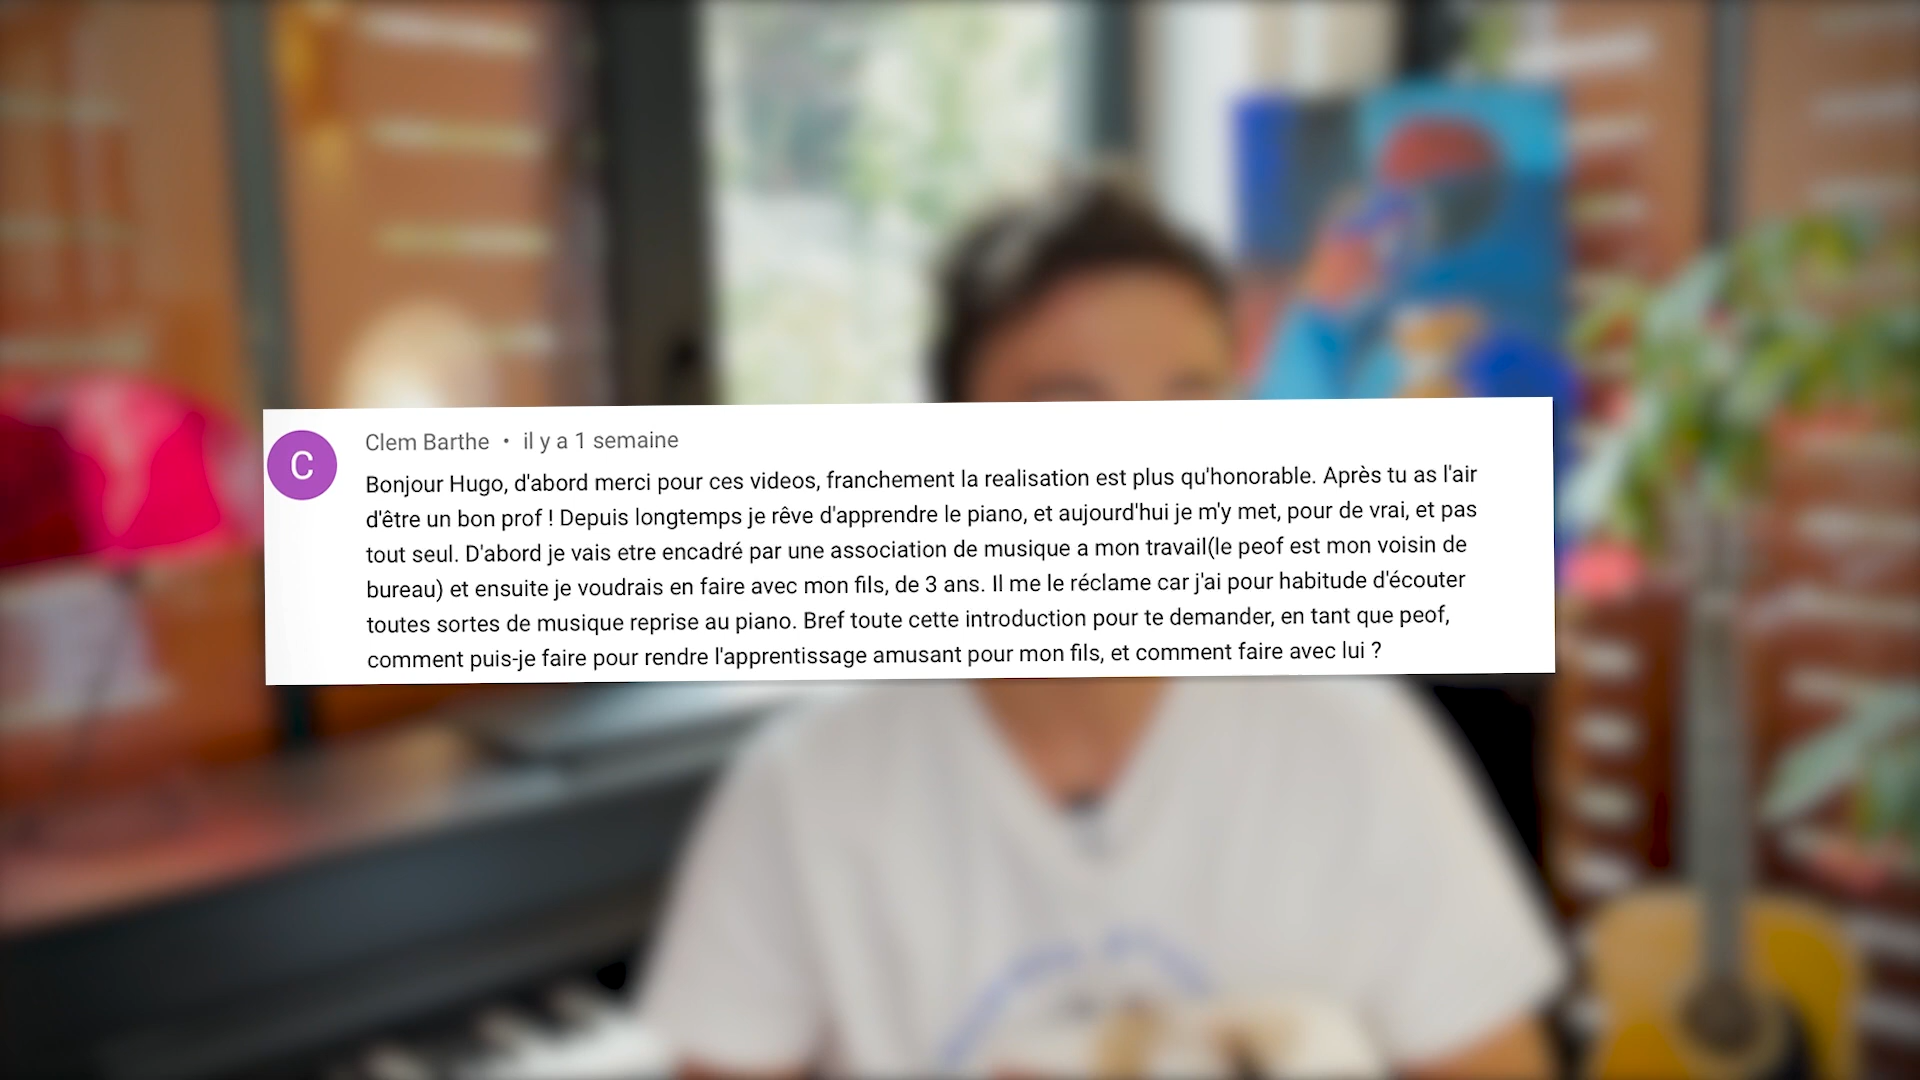 C
Clem Barthe • il y a 1 semaine
Bonjour Hugo, d'abord merci pour ces videos, franchement la realisation est plus qu'honorable. Après tu as l'air
d'être un bon prof ! Depuis longtemps je rêve d'apprendre le piano, et aujourd'hui je m'y met, pour de vrai, et pas
tout seul. D'abord je vais etre encadré par une association de musique a mon travail(le peof est mon voisin de
bureau) et ensuite je voudrais en faire avec mon fils, de 3 ans. Il me le réclame car j'ai pour habitude d'écouter
toutes sortes de musique reprise au piano. Bref toute cette introduction pour te demander, en tant que peof,
comment puis-je faire pour rendre l'apprentissage amusant pour mon fils, et comment faire avec lui ?